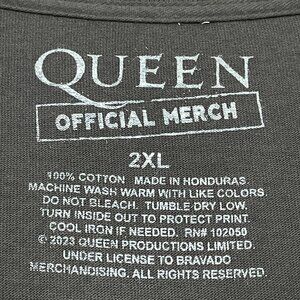 QUEEN
OFFICIAL MERCH
2XL
100% COTTON MADE IN HONDURAS.
MACHINE WASH WARM WITH LIKE COLORS.
DO NOT BLEACH. TUMBLE DRY LOW.
TURN INSIDE OUT TO PROTECT PRINT.
COOL IRON IF NEEDED. RN# 102050
© 2023 QUEEN PRODUCTIONS LIMITED.
UNDER LICENSE TO BRAVADO
MERCHANDISING. ALL RIGHTS RESERVED.